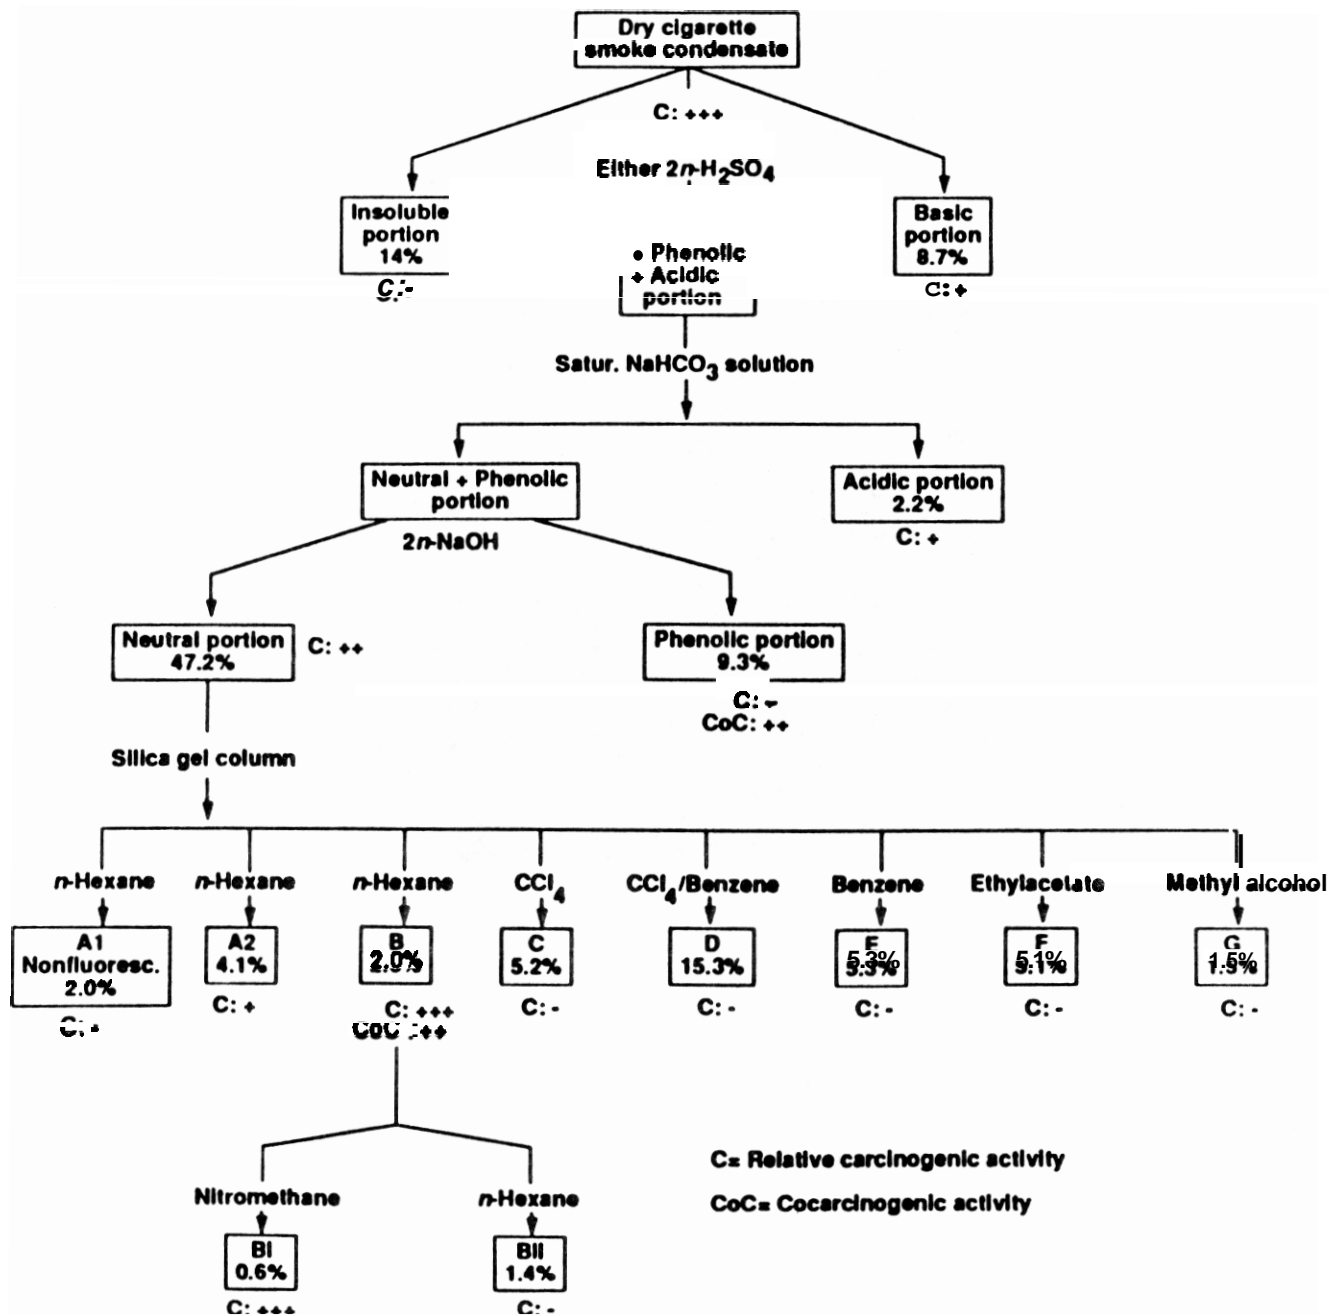 Dry cigarette
smoke condensate
C: +++
Either 2n-H2SO4
Insoluble
portion
14%
C:-
• Phenolic
+ Acidic
portion
Basic
portion
8.7%
C: +
Satur. NaHCO3 solution
Neutral + Phenolic
portion
Acidic portion
2.2%
C: +
2n-NaOH
Neutral portion
47.2%
C: ++
Phenolic portion
9.3%
C: -
CoC: ++
Silica gel column
n-Hexane
n-Hexane
n-Hexane
CCl4
CCl4/Benzene
Benzene
Ethylacetate
Methyl alcohol
A1
Nonfluoresc.
2.0%
C: -
A2
4.1%
C: +
B
2.0%
C: +++
CoC :++
C
5.2%
C: -
D
15.3%
C: -
E
5.3%
C: -
F
5.1%
C: -
G
1.5%
C: -
Nitromethane
n-Hexane
BI
0.6%
C: +++
BII
1.4%
C: -
C= Relative carcinogenic activity
CoC= Cocarcinogenic activity